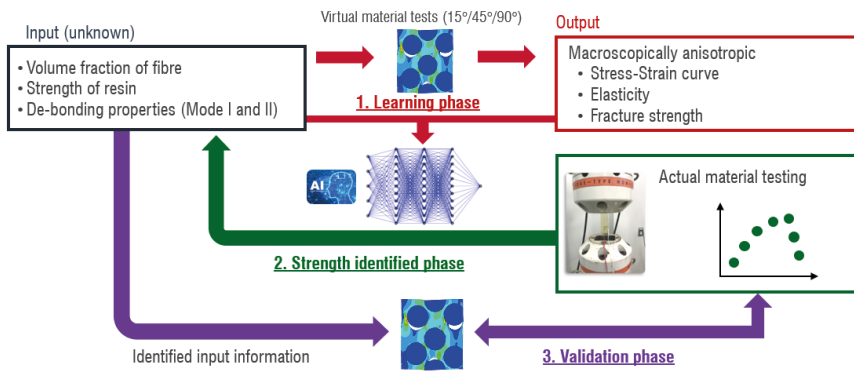 Input (unknown)
Virtual material tests (15°/45°/90°)
Output
• Volume fraction of fibre
• Strength of resin
• De-bonding properties (Mode I and II)
1. Learning phase
Macroscopically anisotropic
• Stress-Strain curve
• Elasticity
• Fracture strength
AI
Actual material testing
2. Strength identified phase
Identified input information
3. Validation phase